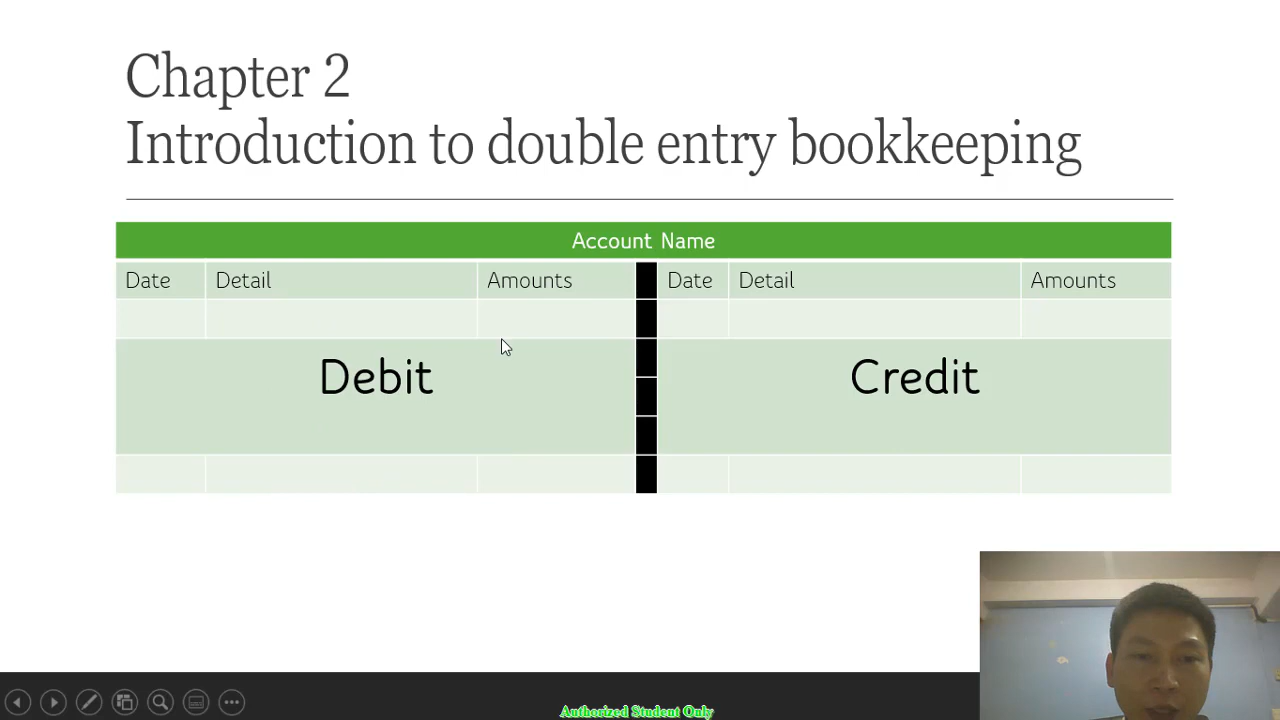 Chapter 2
Introduction to double entry bookkeeping
Account Name
Date Detail Amounts Date Detail Amounts
Debit Credit
Authorized Student Only